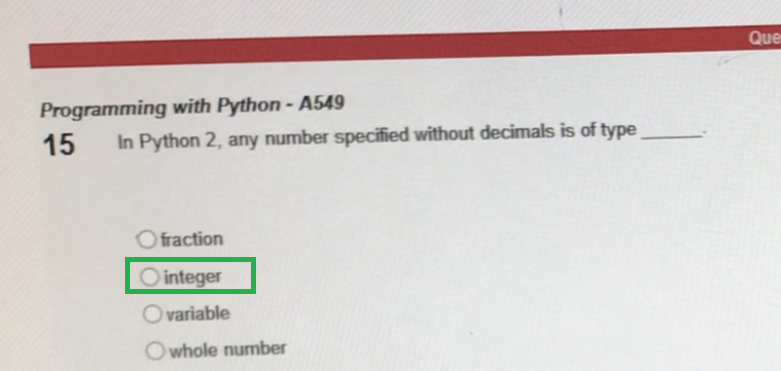 Que
Programming with Python - A549
15 In Python 2, any number specified without decimals is of type ______.
fraction
integer
variable
whole number